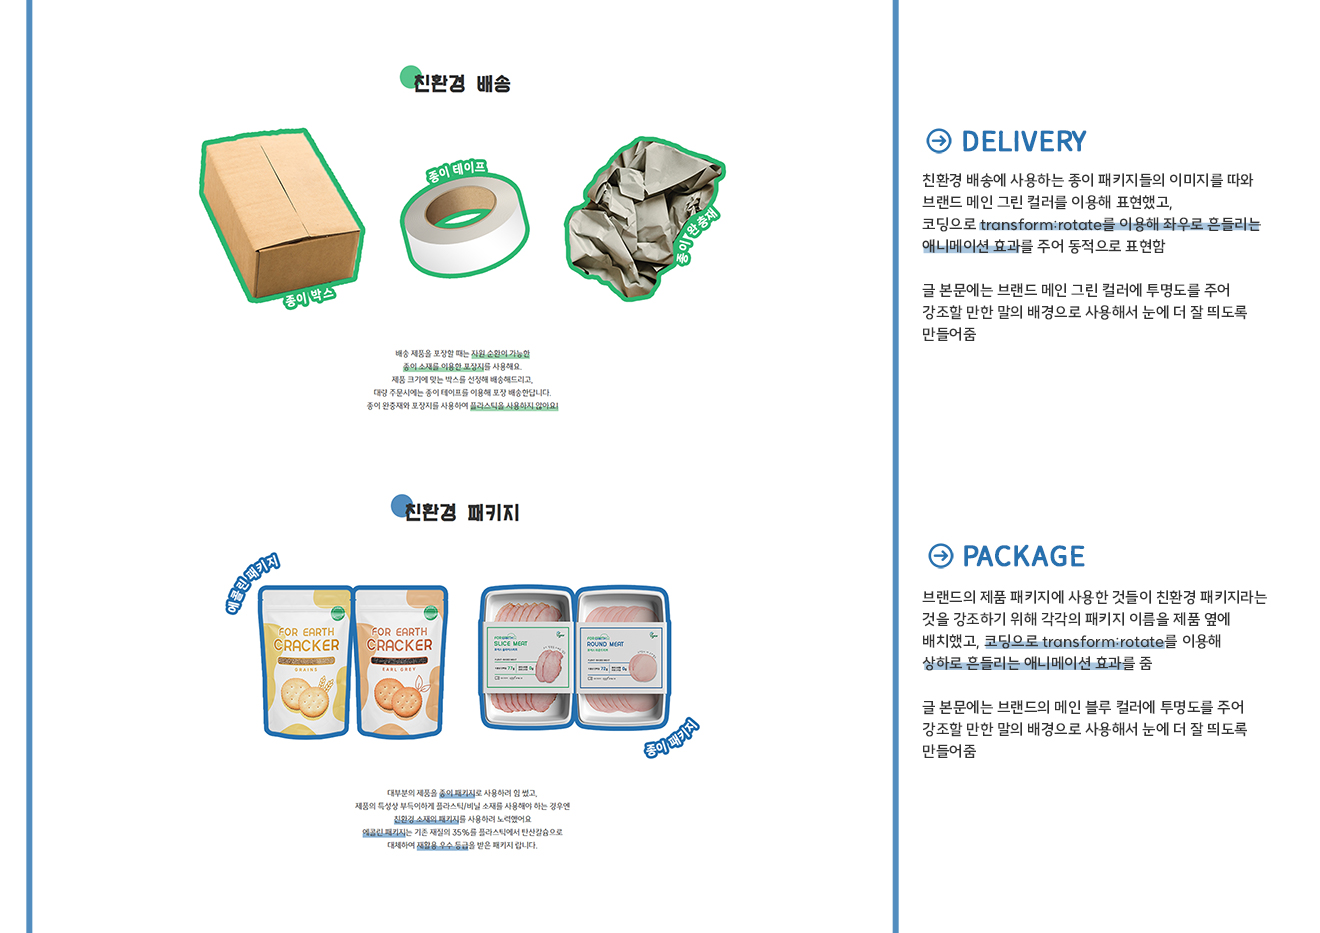 친환경 배송
종이 박스
종이 테이프
종이 완충재
배송 제품을 포장할 때는 자원 순환이 가능한
종이 소재를 이용한 포장지를 사용해요.
제품 크기에 맞는 박스를 선정해 배송해드리고,
대량 주문시에는 종이 테이프를 이용해 포장 배송한답니다.
종이 완충재와 포장지를 사용하여 플라스틱을 사용하지 않아요!
친환경 패키지
에콜린 패키지
FOR EARTH
CRACKER
GRAINS
FOR EARTH
CRACKER
EARL GREY
SLICE MEAT
ROUND MEAT
종이 패키지
대부분의 제품을 종이 패키지로 사용하려 힘 썼고,
제품의 특성상 부득이하게 플라스틱/비닐 소재를 사용해야 하는 경우엔
친환경 소재의 패키지를 사용하려 노력했어요
에콜린 패키지는 기존 재질의 35%를 플라스틱에서 탄산칼슘으로
대체하여 재활용 우수 등급을 받은 패키지 랍니다.
DELIVERY
친환경 배송에 사용하는 종이 패키지들의 이미지를 따와
브랜드 메인 그린 컬러를 이용해 표현했고,
코딩으로 transform:rotate를 이용해 좌우로 흔들리는
애니메이션 효과를 주어 동적으로 표현함
글 본문에는 브랜드 메인 그린 컬러에 투명도를 주어
강조할 만한 말의 배경으로 사용해서 눈에 더 잘 띄도록
만들어줌
PACKAGE
브랜드의 제품 패키지에 사용한 것들이 친환경 패키지라는
것을 강조하기 위해 각각의 패키지 이름을 제품 옆에
배치했고, 코딩으로 transform:rotate를 이용해
상하로 흔들리는 애니메이션 효과를 줌
글 본문에는 브랜드의 메인 블루 컬러에 투명도를 주어
강조할 만한 말의 배경으로 사용해서 눈에 더 잘 띄도록
만들어줌